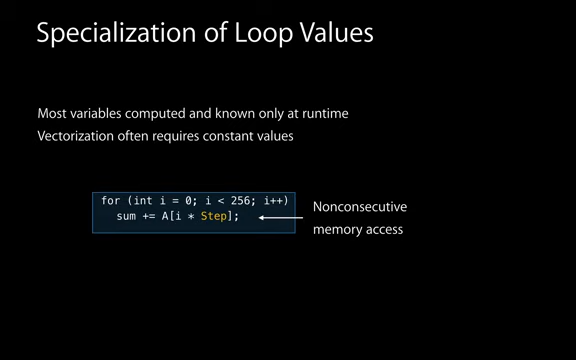 Specialization of Loop Values
Most variables computed and known only at runtime
Vectorization often requires constant values
for (int i = 0; i < 256; i++)
sum += A[i * Step];
Nonconsecutive
memory access